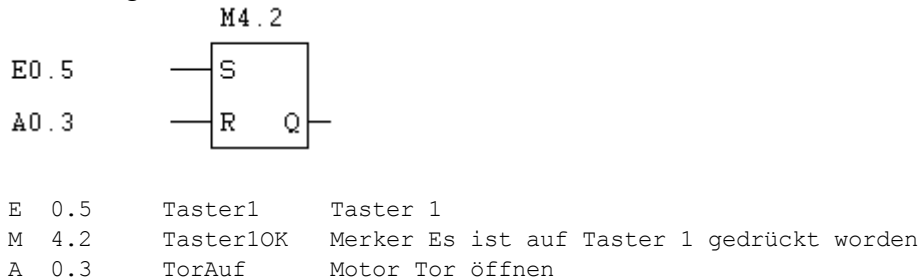 M4.2
E0.5 S
A0.3 R Q
E 0.5 Taster1 Taster 1
M 4.2 Taster1OK Merker Es ist auf Taster 1 gedrückt worden
A 0.3 TorAuf Motor Tor öffnen